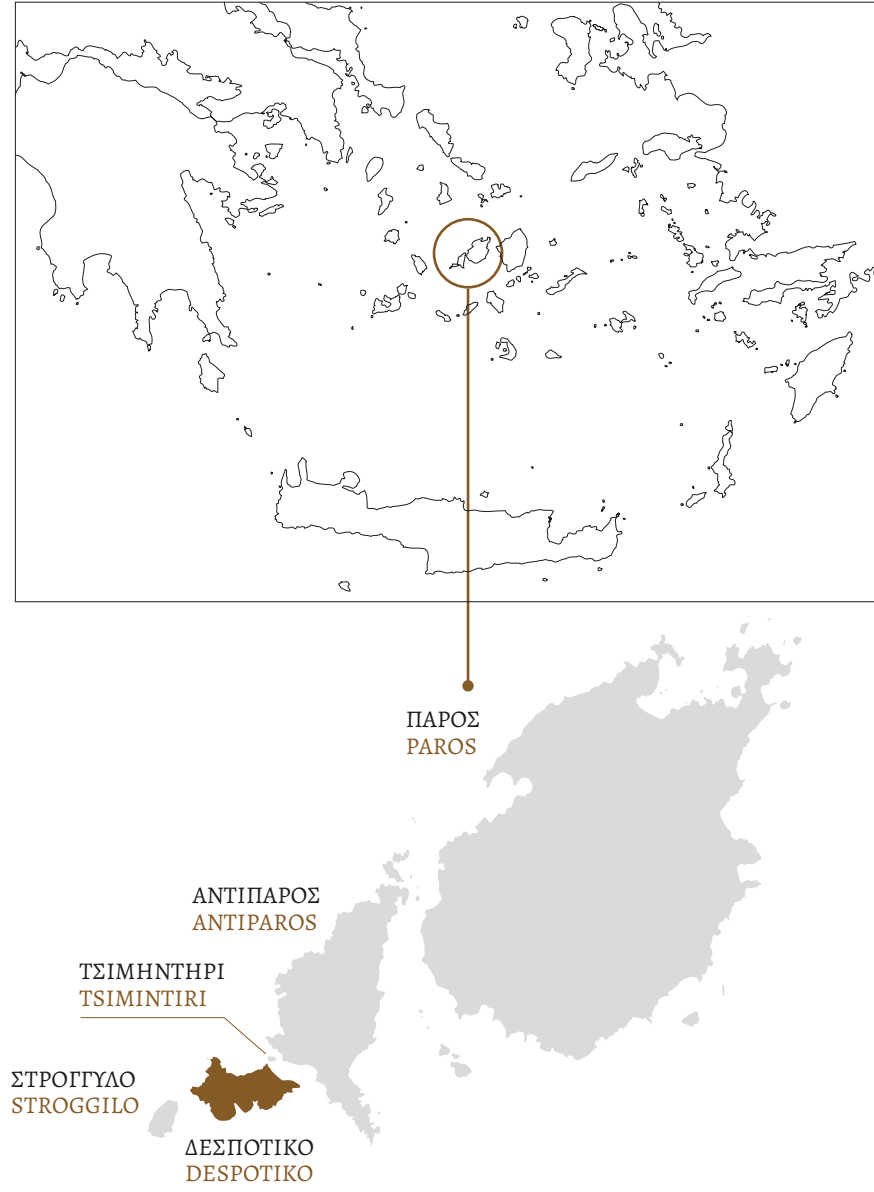 ΠΑΡΟΣ
PAROS
ΑΝΤΙΠΑΡΟΣ
ANTIPAROS
ΤΣΙΜΗΝΤΗΡΙ
TSIMINTIRI
ΣΤΡΟΓΓΥΛΟ
STROGGILO
ΔΕΣΠΟΤΙΚΟ
DESPOTIKO